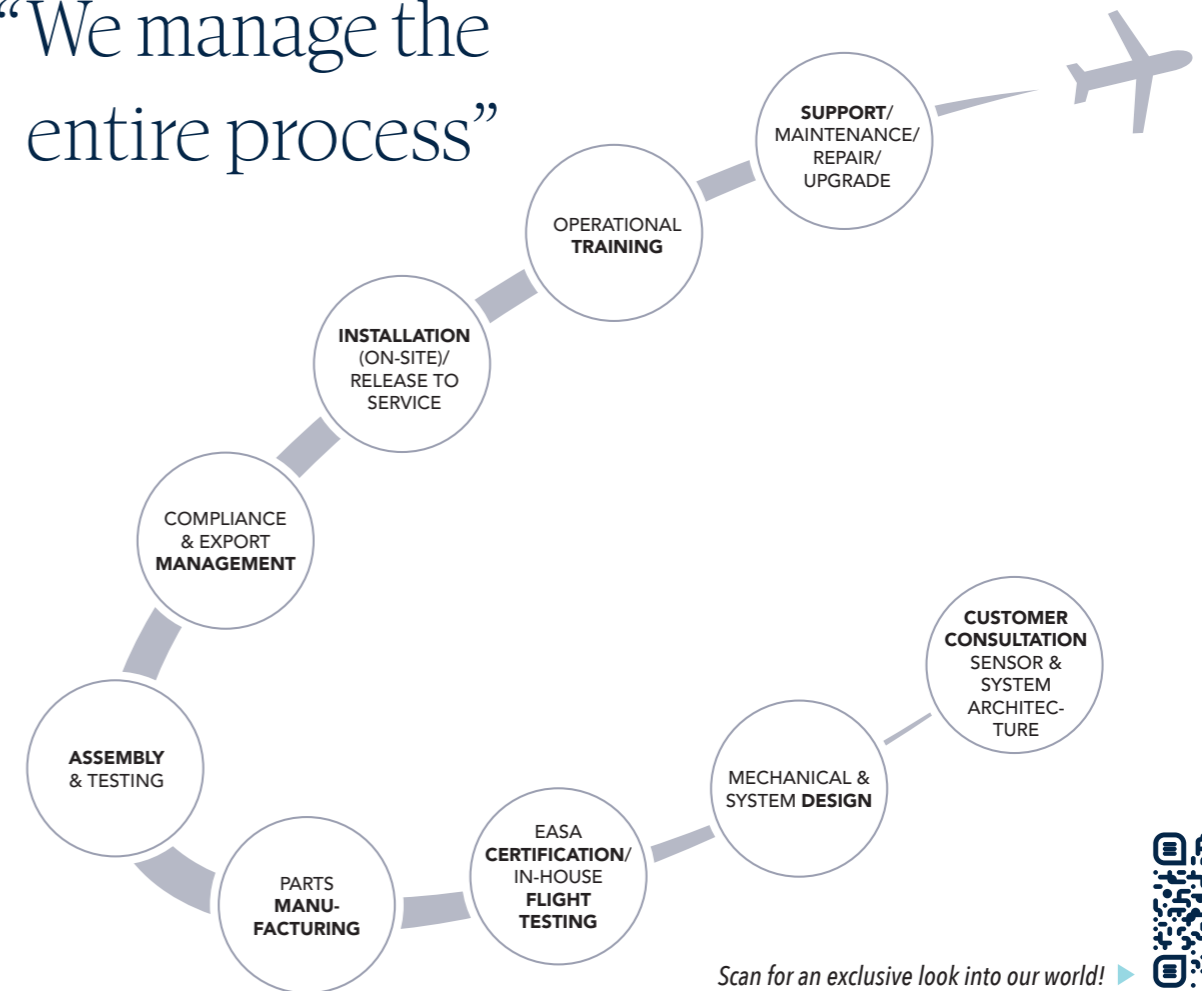 “We manage the
entire process”
SUPPORT/
MAINTENANCE/
REPAIR/
UPGRADE
OPERATIONAL
TRAINING
INSTALLATION
(ON-SITE)/
RELEASE TO
SERVICE
COMPLIANCE
& EXPORT
MANAGEMENT
ASSEMBLY
& TESTING
PARTS
MANU-
FACTURING
EASA
CERTIFICATION/
IN-HOUSE
FLIGHT
TESTING
MECHANICAL &
SYSTEM DESIGN
CUSTOMER
CONSULTATION
SENSOR &
SYSTEM
ARCHITEC-
TURE
Scan for an exclusive look into our world!